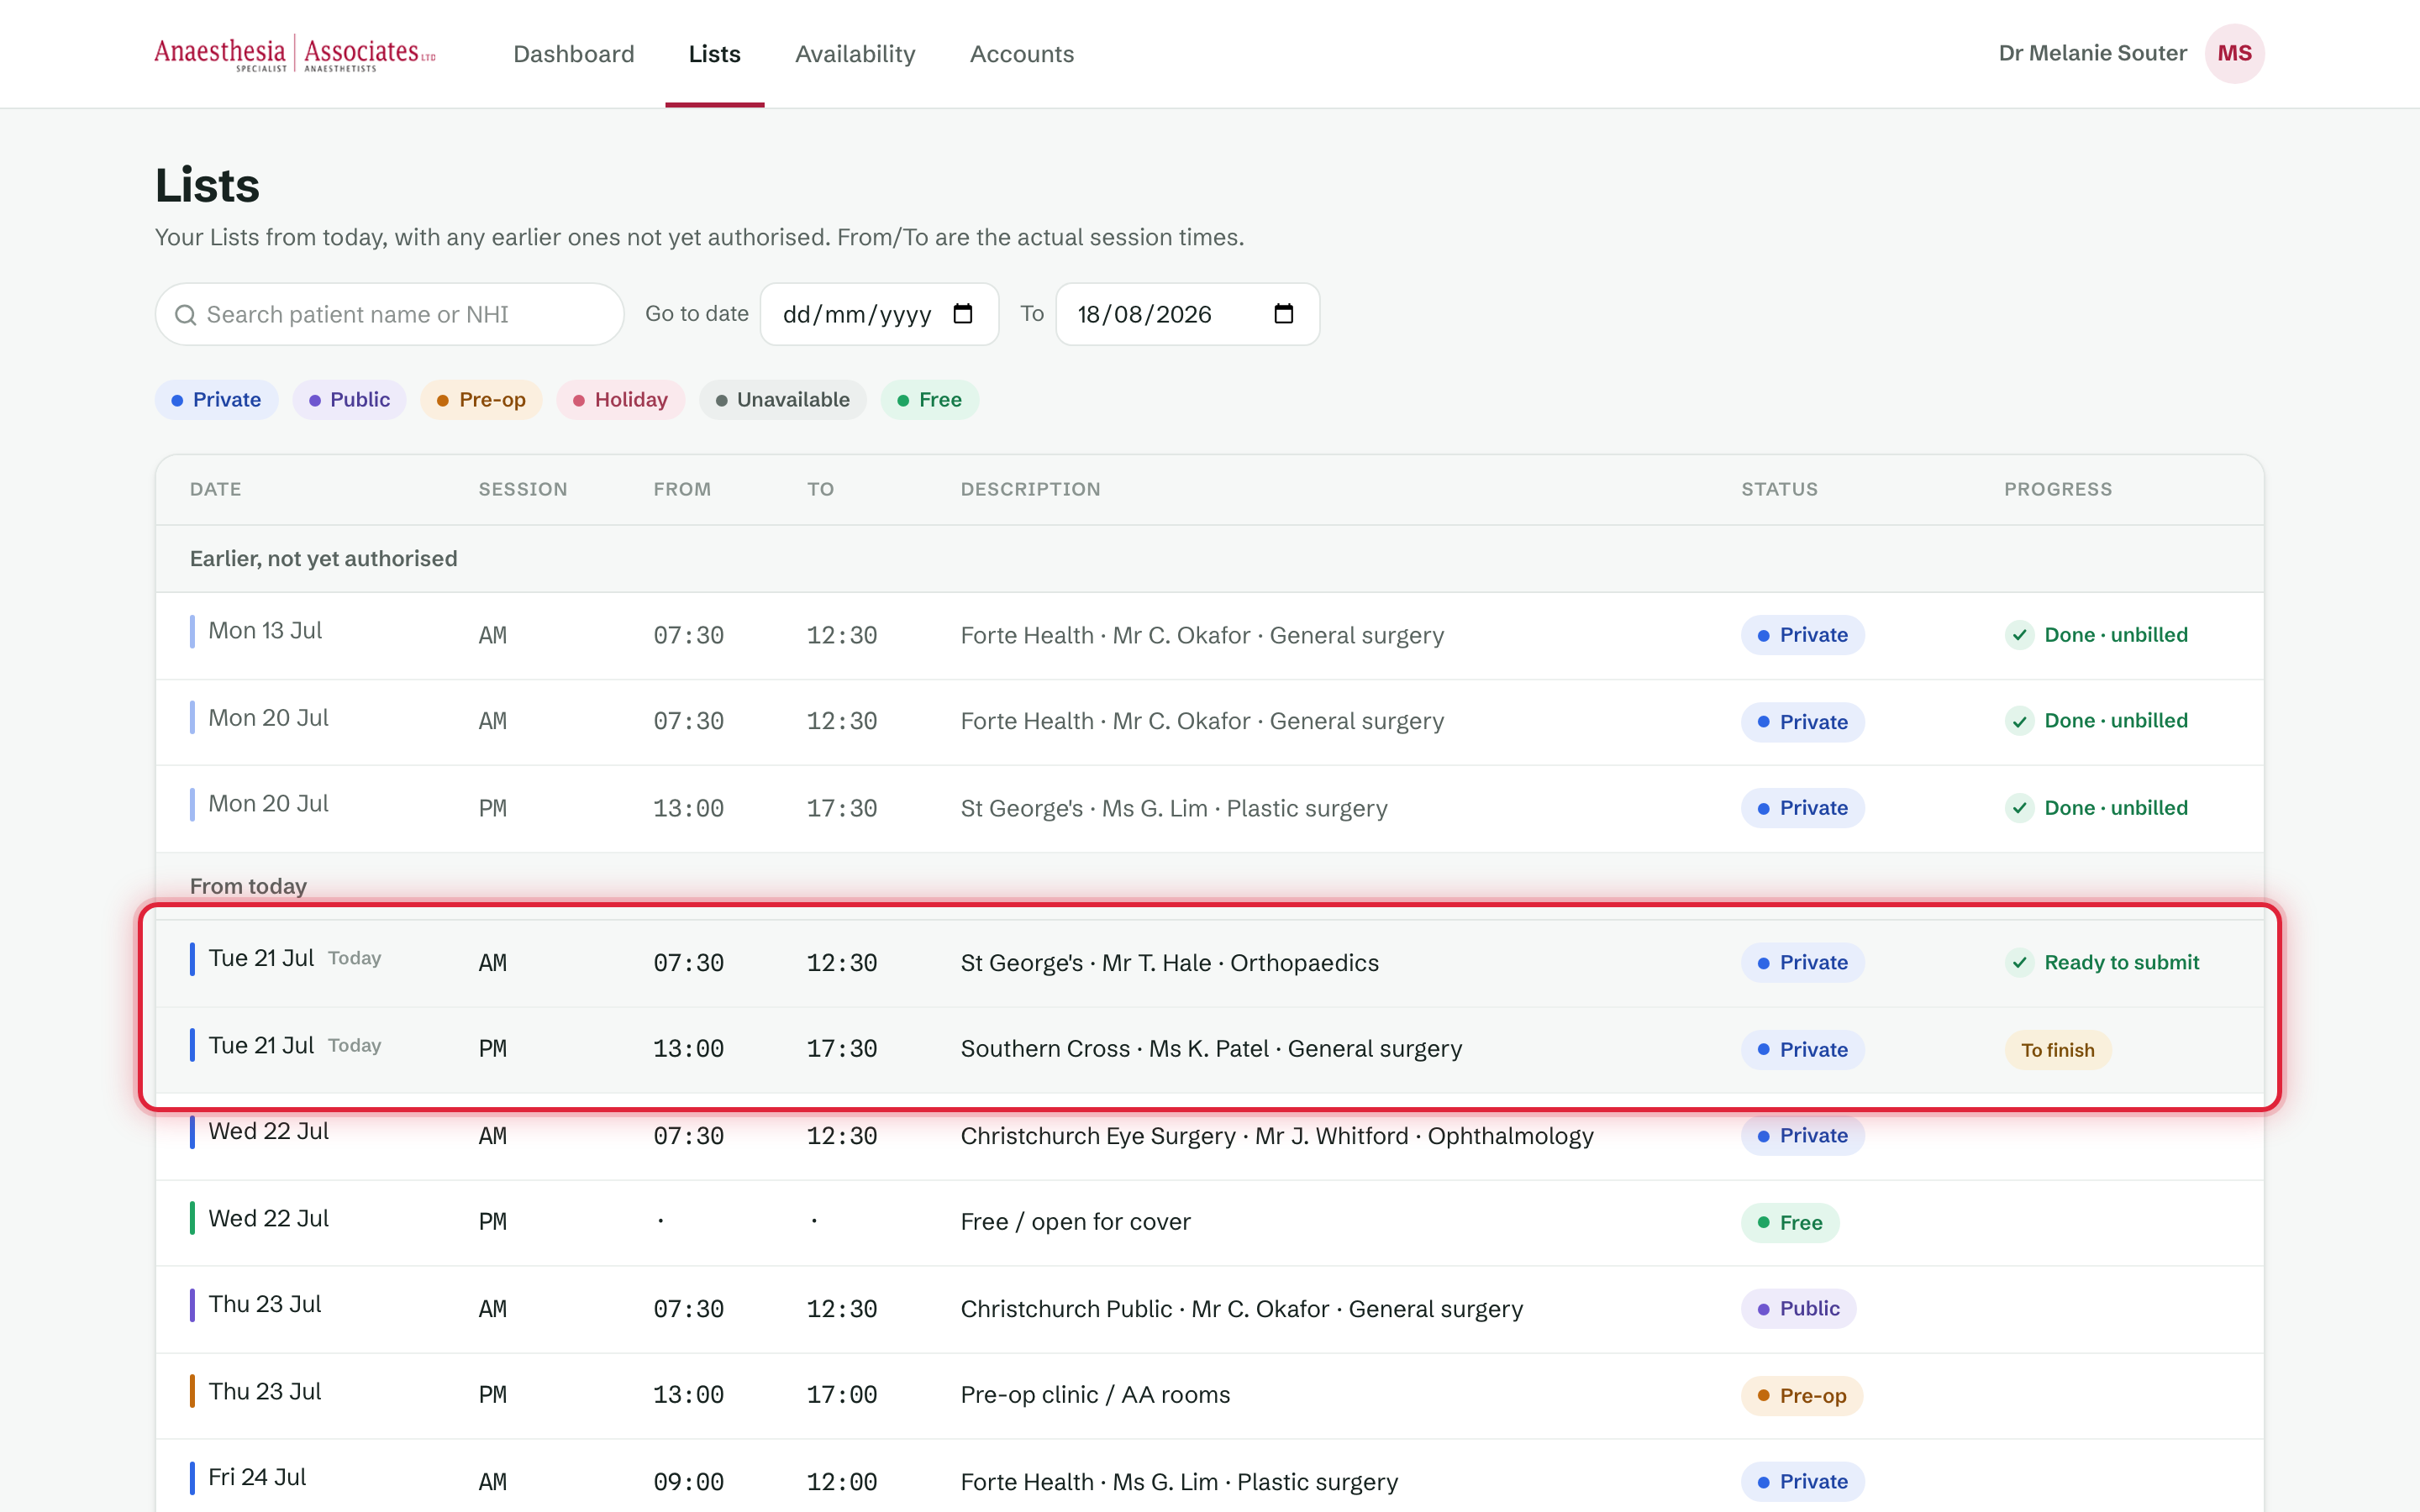 Anaesthesia | Associates LTD
SPECIALIST ANAESTHETISTS
Dashboard Lists Availability Accounts
Dr Melanie Souter MS
Lists
Your Lists from today, with any earlier ones not yet authorised. From/To are the actual session times.
Search patient name or NHI Go to date dd/mm/yyyy To 18/08/2026
Private Public Pre-op Holiday Unavailable Free
DATE SESSION FROM TO DESCRIPTION STATUS PROGRESS
Earlier, not yet authorised
Mon 13 Jul AM 07:30 12:30 Forte Health · Mr C. Okafor · General surgery Private Done · unbilled
Mon 20 Jul AM 07:30 12:30 Forte Health · Mr C. Okafor · General surgery Private Done · unbilled
Mon 20 Jul PM 13:00 17:30 St George's · Ms G. Lim · Plastic surgery Private Done · unbilled
From today
Tue 21 Jul Today AM 07:30 12:30 St George's · Mr T. Hale · Orthopaedics Private Ready to submit
Tue 21 Jul Today PM 13:00 17:30 Southern Cross · Ms K. Patel · General surgery Private To finish
Wed 22 Jul AM 07:30 12:30 Christchurch Eye Surgery · Mr J. Whitford · Ophthalmology Private
Wed 22 Jul PM · · Free / open for cover Free
Thu 23 Jul AM 07:30 12:30 Christchurch Public · Mr C. Okafor · General surgery Public
Thu 23 Jul PM 13:00 17:00 Pre-op clinic / AA rooms Pre-op
Fri 24 Jul AM 09:00 12:00 Forte Health · Ms G. Lim · Plastic surgery Private